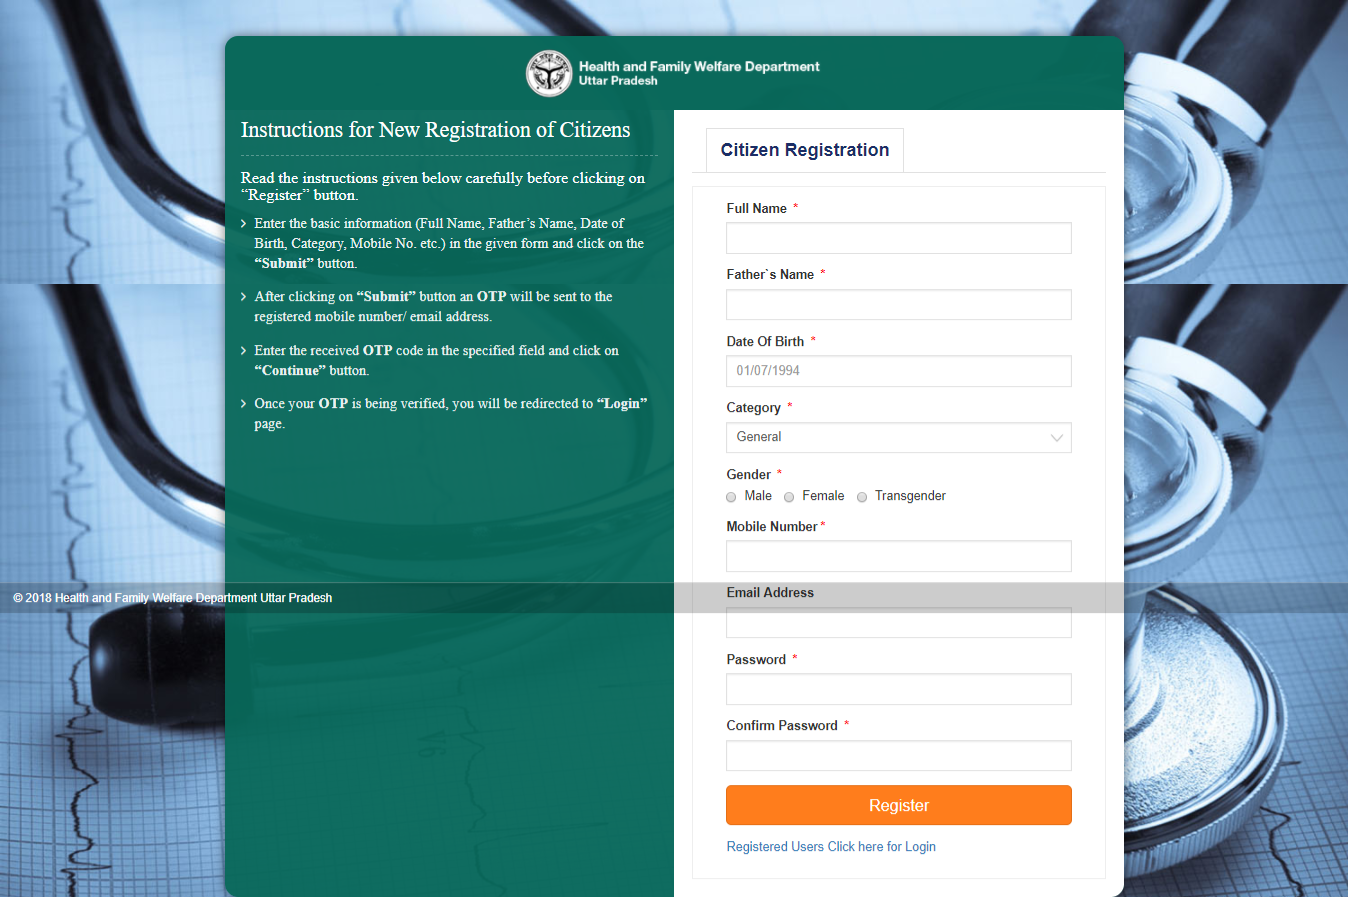 Health and Family Welfare Department
Uttar Pradesh
Instructions for New Registration of Citizens
Read the instructions given below carefully before clicking on
“Register” button.
Enter the basic information (Full Name, Father’s Name, Date of
Birth, Category, Mobile No. etc.) in the given form and click on the
“Submit” button.
After clicking on “Submit” button an OTP will be sent to the
registered mobile number/ email address.
Enter the received OTP code in the specified field and click on
“Continue” button.
Once your OTP is being verified, you will be redirected to “Login”
page.
Citizen Registration
Full Name *
Father`s Name *
Date Of Birth *
01/07/1994
Category *
General
Gender *
Male Female Transgender
Mobile Number*
Email Address
Password *
Confirm Password *
Register
Registered Users Click here for Login
© 2018 Health and Family Welfare Department Uttar Pradesh